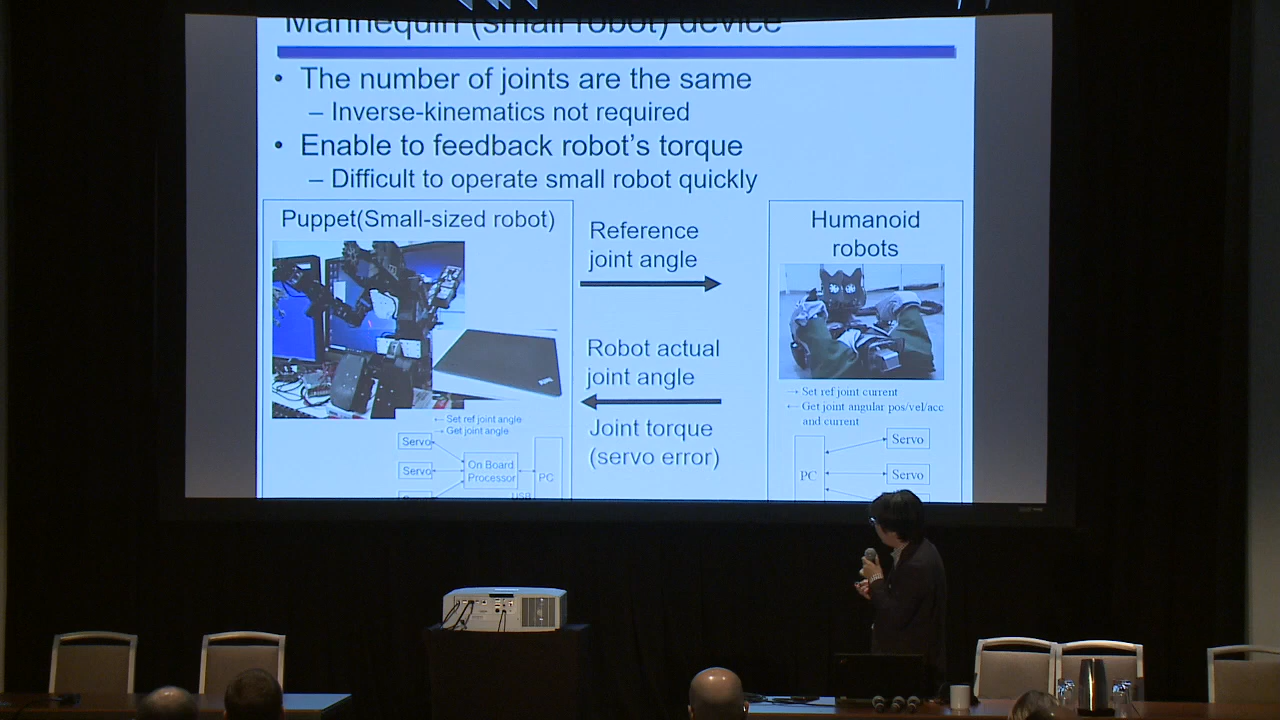 Mannequin (small robot) device
• The number of joints are the same
– Inverse-kinematics not required
• Enable to feedback robot's torque
– Difficult to operate small robot quickly
Puppet(Small-sized robot)
Reference
joint angle
Humanoid
robots
Robot actual
joint angle
Joint torque
(servo error)
← Set ref joint angle
→ Get joint angle
Servo
Servo
On Board
Processor
PC
USB
→ Set ref joint current
← Get joint angular pos/vel/acc
and current
PC
Servo
Servo